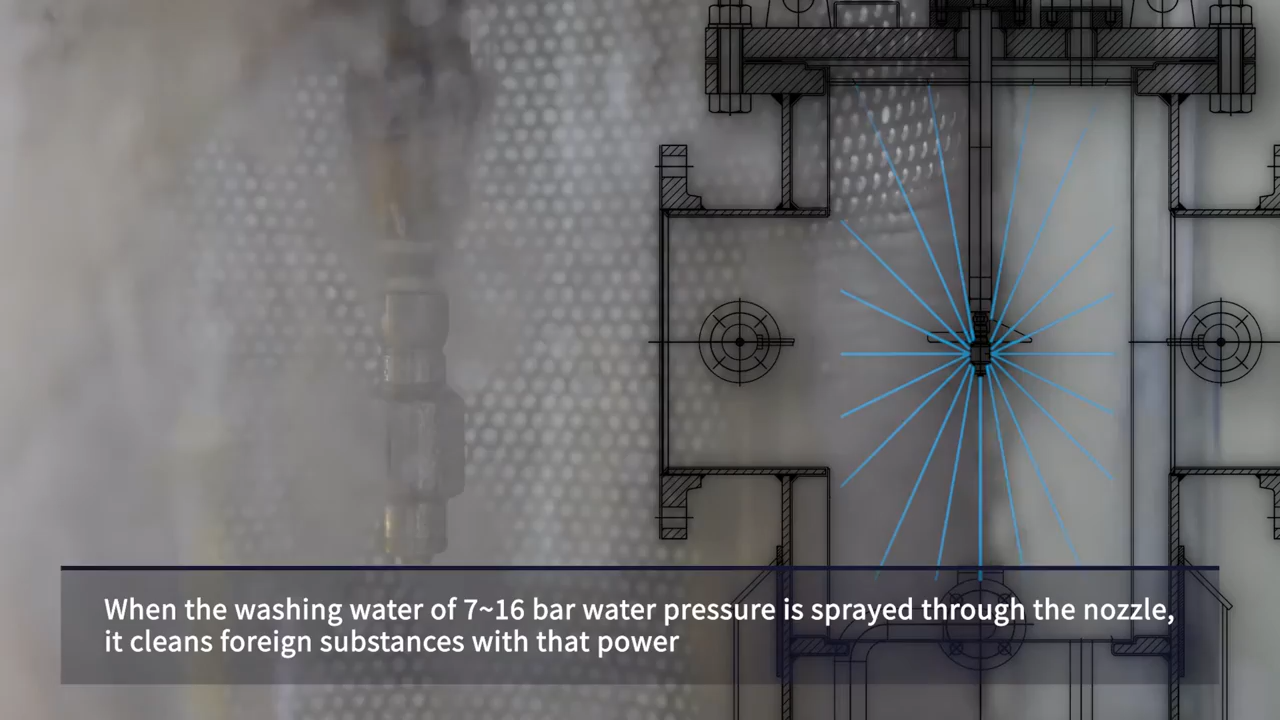 When the washing water of 7~16 bar water pressure is sprayed through the nozzle,
it cleans foreign substances with that power